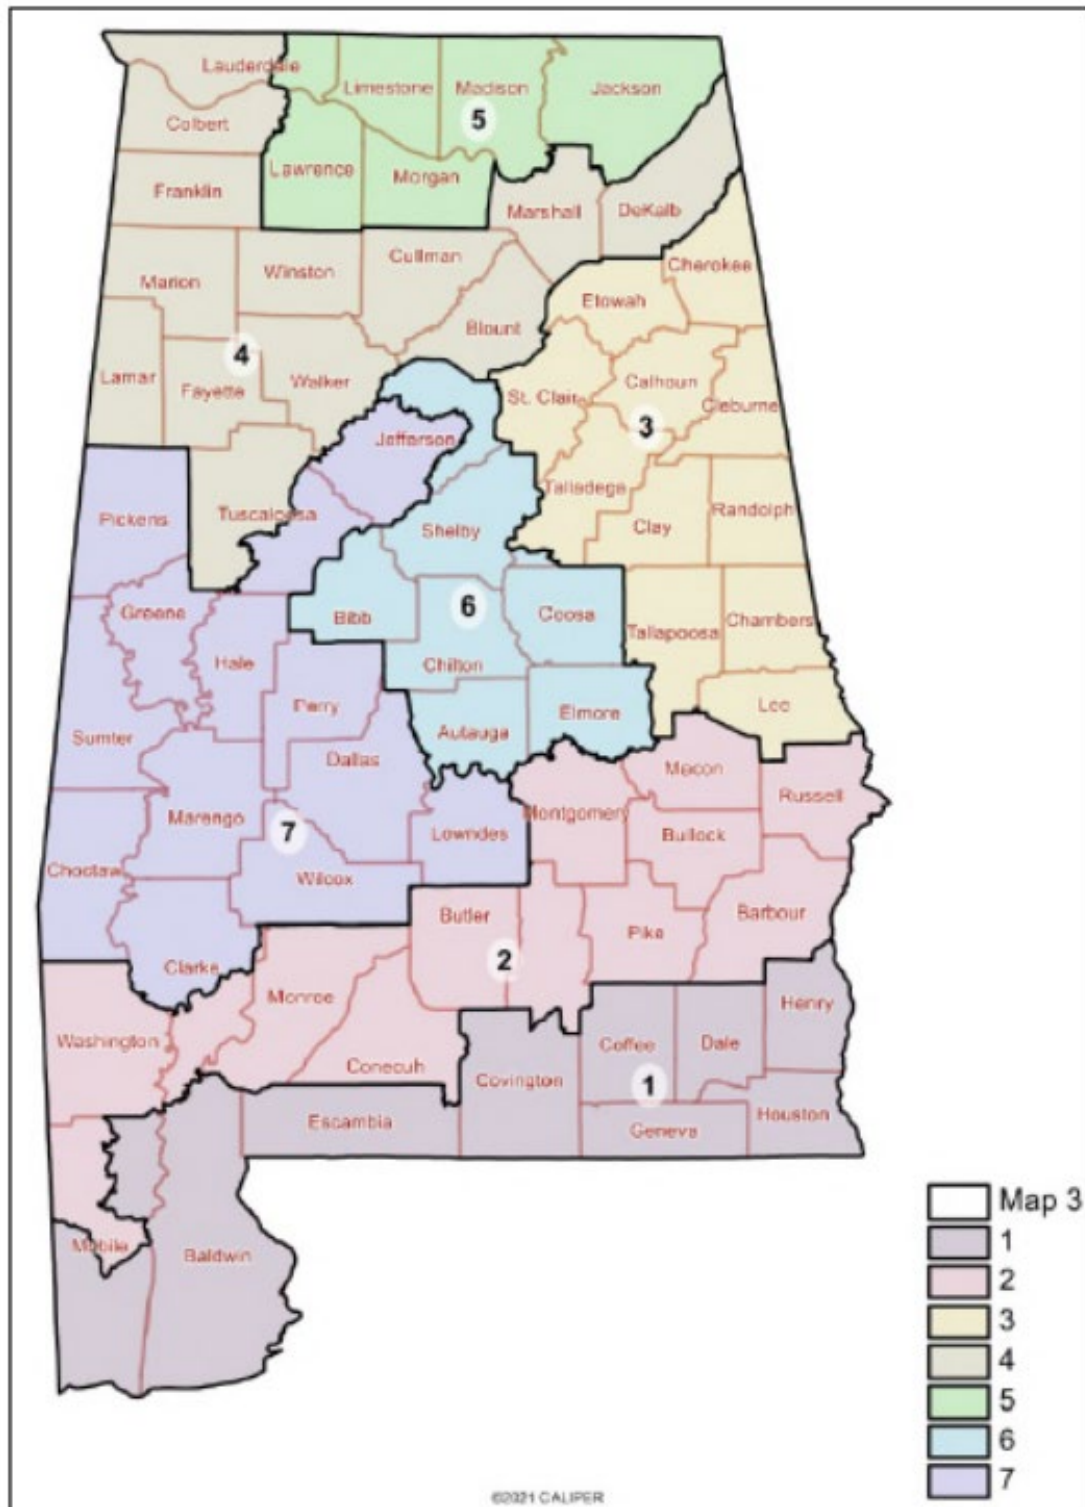 Lauderdale
Limestone
Madison
Jackson
Colbert
5
Lawrence
Morgan
Franklin
Marshall
DeKalb
Cullman
Winston
Cherokee
Marion
Etowah
Blount
4
Lamar
Fayette
Walker
St. Clair
Calhoun
Cleburne
3
Jefferson
Talladega
Pickens
Tuscaloosa
Shelby
Clay
Randolph
Greene
Bibb
6
Coosa
Tallapoosa
Chambers
Hale
Chilton
Perry
Elmore
Lee
Sumter
Autauga
Dallas
Macon
Montgomery
Russell
Marengo
7
Lowndes
Bullock
Choctaw
Wilcox
Butler
Barbour
Pike
Clarke
2
Monroe
Henry
Washington
Conecuh
Coffee
Dale
Covington
1
Escambia
Geneva
Houston
Mobile
Baldwin
Map 3
1
2
3
4
5
6
7
©2021 CALIPER